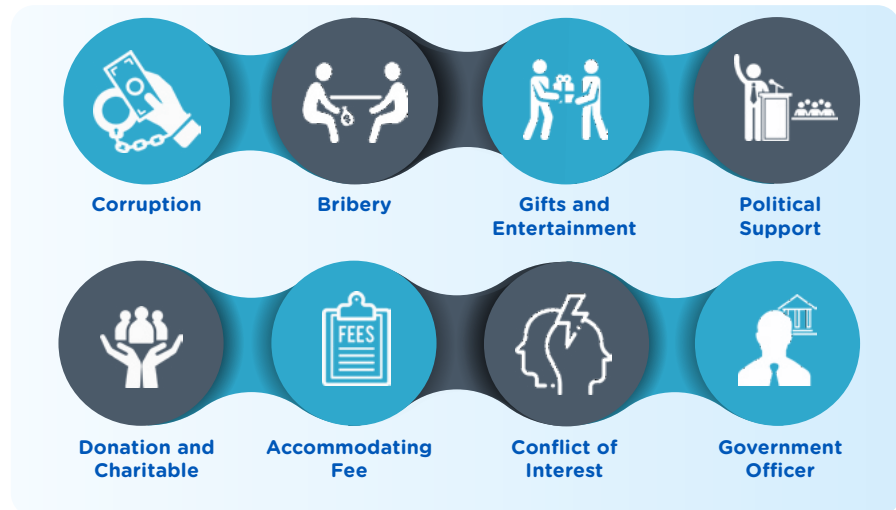 Corruption
Bribery
Gifts and
Entertainment
Political
Support
FEES
Donation and
Charitable
Accommodating
Fee
Conflict of
Interest
Government
Officer